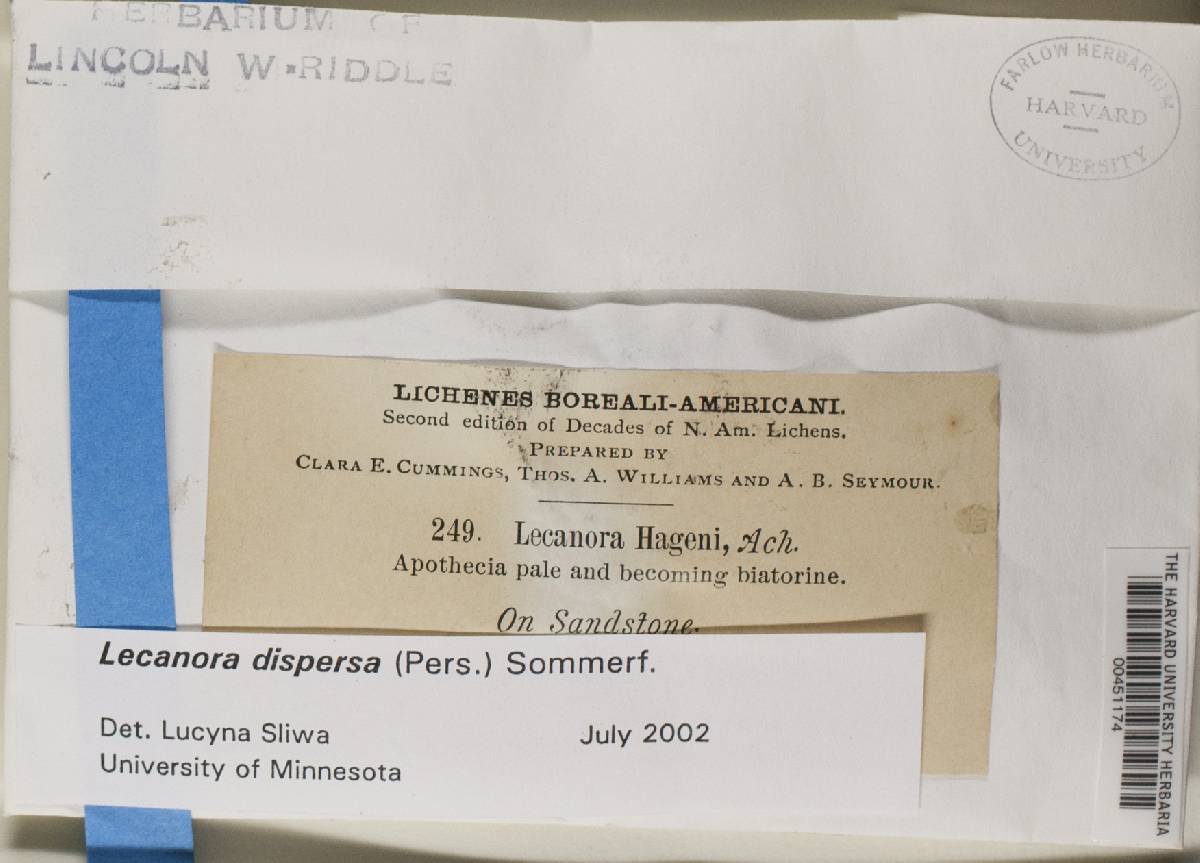 HERBARIUM OF
LINCOLN W. RIDDLE
FARLOW HERBARIUM
HARVARD
UNIVERSITY
LICHENES BOREALI-AMERICANI.
Second edition of Decades of N. Am. Lichens.
PREPARED BY
CLARA E. CUMMINGS, THOS. A. WILLIAMS AND A. B. SEYMOUR.
249. Lecanora Hageni, Ach.
Apothecia pale and becoming biatorine.
On Sandstone.
Lecanora dispersa (Pers.) Sommerf.
Det. Lucyna Sliwa July 2002
University of Minnesota
THE HARVARD UNIVERSITY HERBARIA
00451174